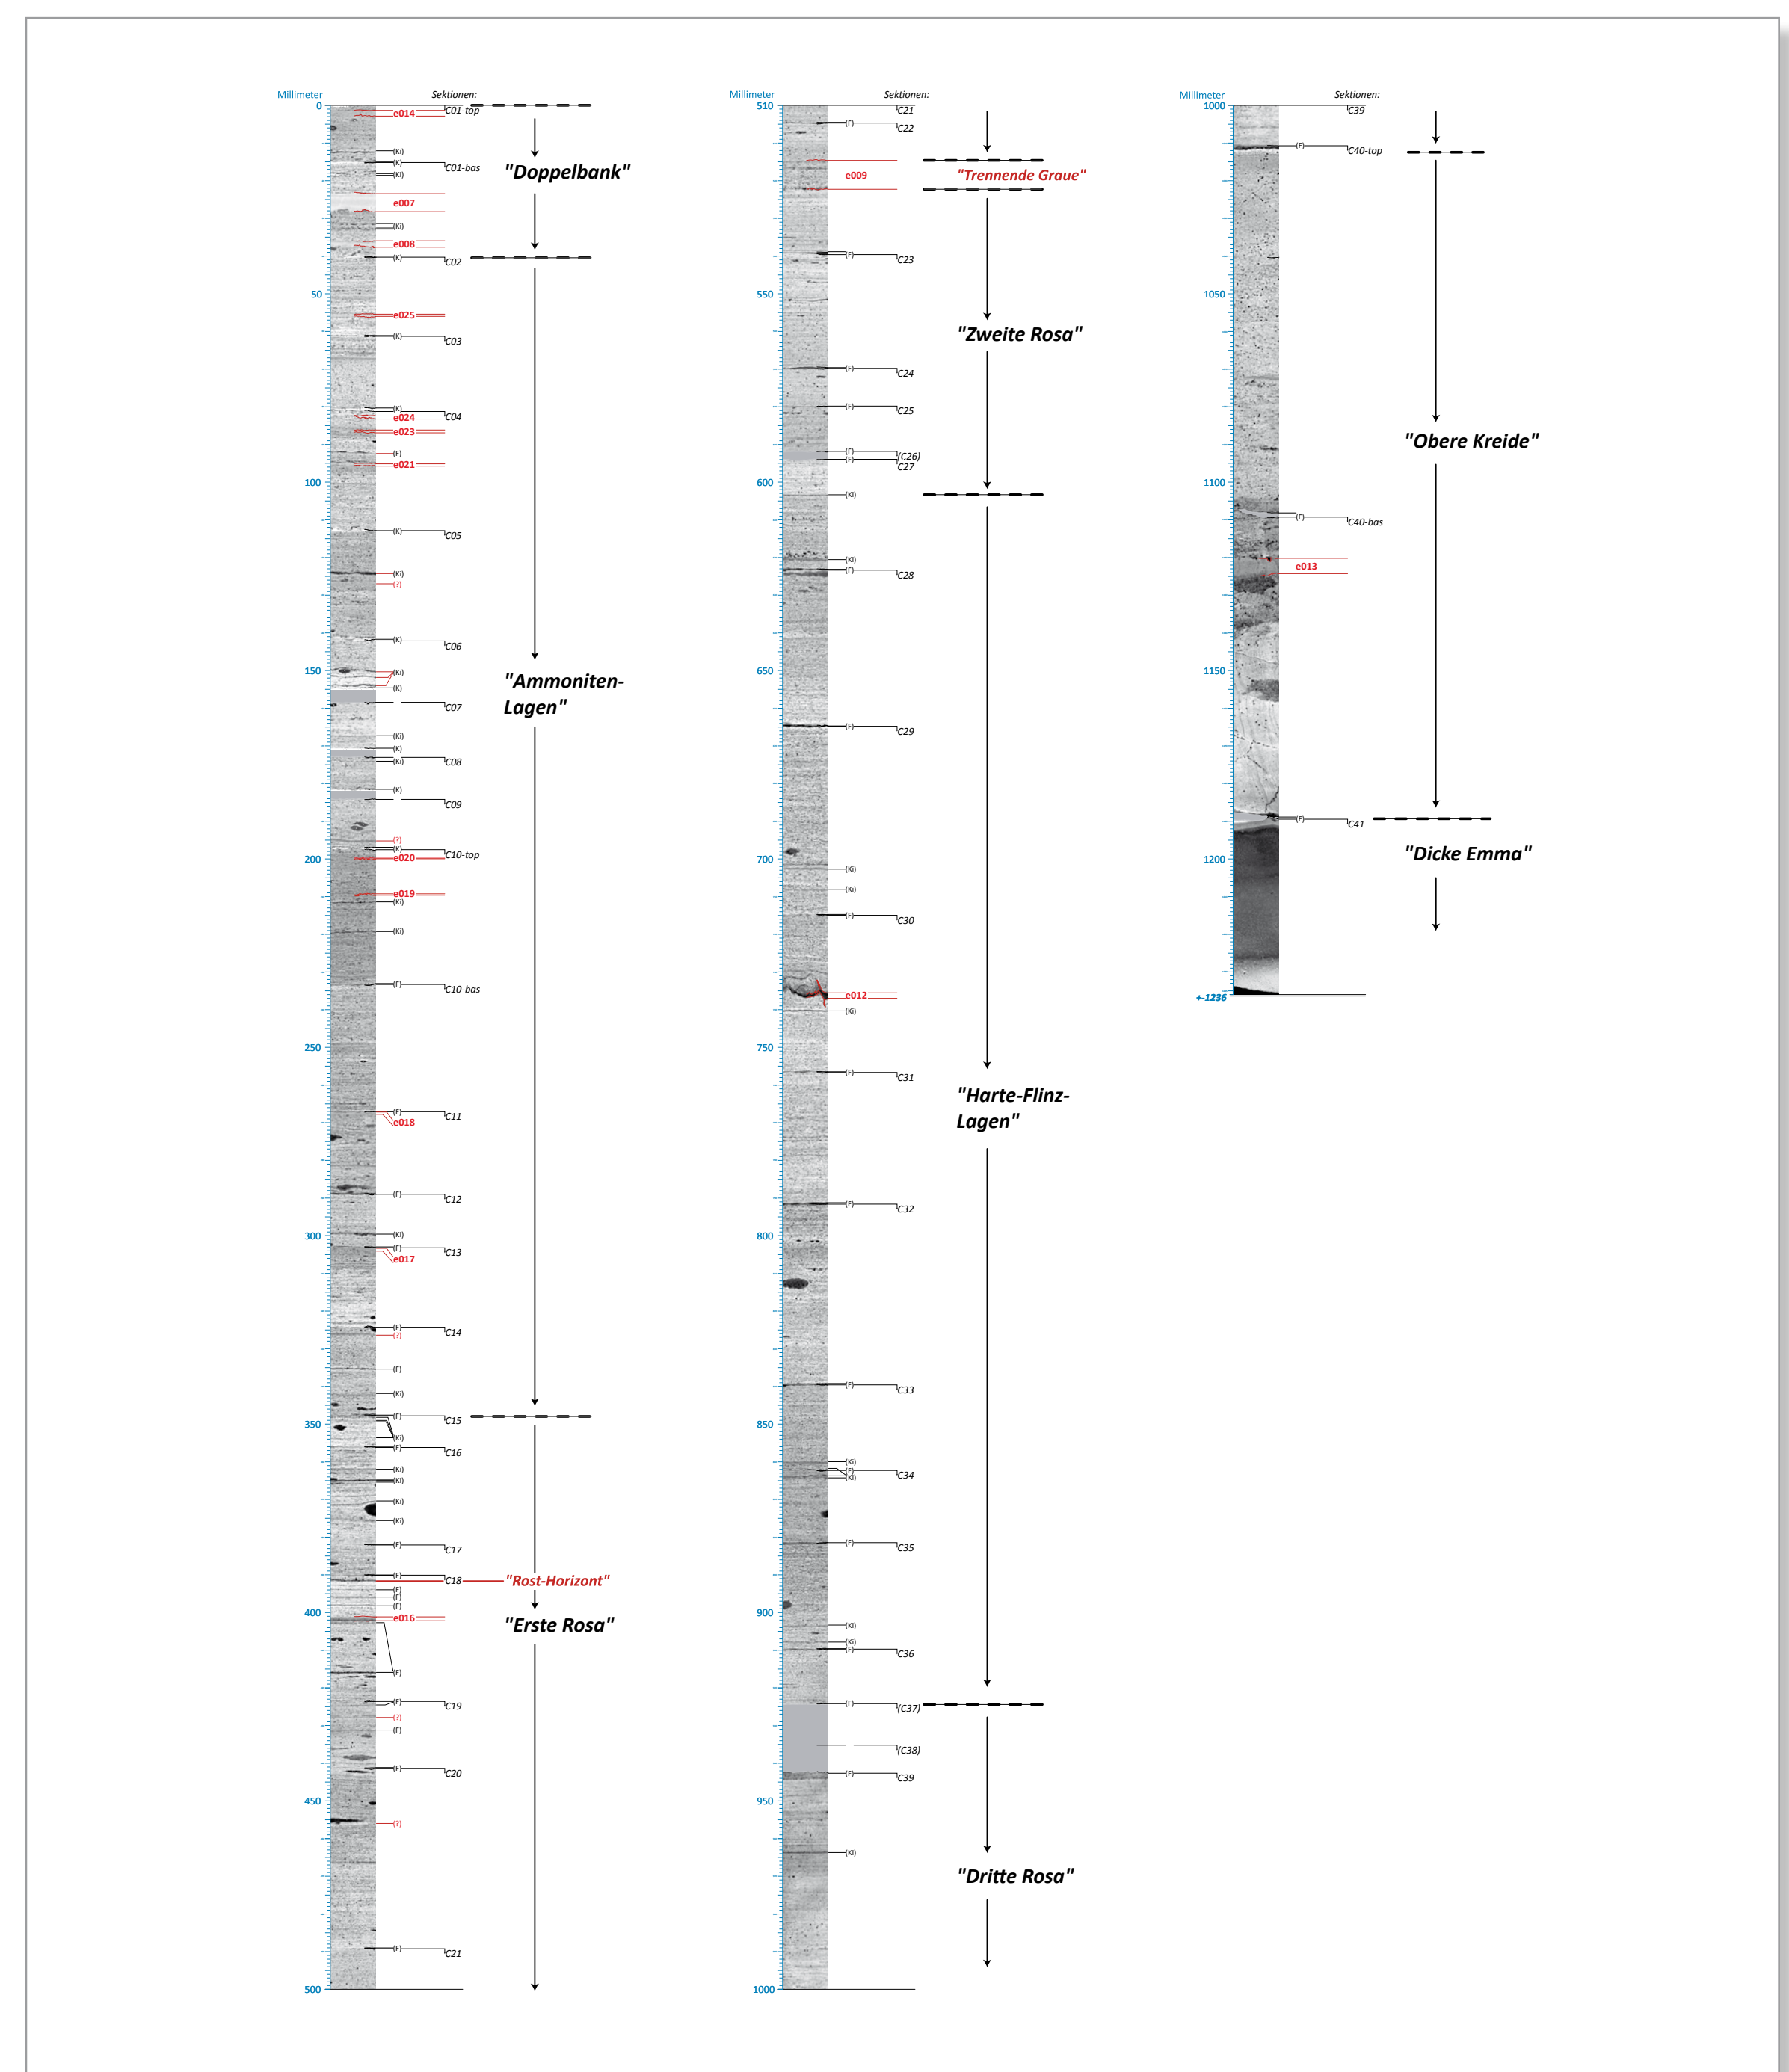 Millimeter Sektionen:
0
C01-top
e014
(Ki)
(K)
C01-bas
(Ki)
"Doppelbank"
e007
(Ki)
e008
(K)
C02
50
e025
(K)
C03
(K)
C04
e024
e023
(F)
e021
100
(K)
C05
(Ki)
(?)
(K)
C06
150
(Ki)
(K)
"Ammoniten-
Lagen"
C07
(Ki)
(K)
C08
(Ki)
(K)
C09
(?)
(K)
C10-top
200
e020
e019
(Ki)
(Ki)
(F)
C10-bas
250
(F)
C11
e018
(F)
C12
300
(Ki)
(F)
C13
e017
(F)
C14
(?)
(F)
(Ki)
(F)
C15
350
(Ki)
(F)
C16
(Ki)
(Ki)
(Ki)
(Ki)
(F)
C17
(F)
C18
"Rost-Horizont"
(F)
(F)
(F)
400
e016
"Erste Rosa"
(F)
(F)
C19
(?)
(F)
(F)
C20
450
(?)
(F)
C21
500
Millimeter Sektionen:
510
C21
(F)
C22
e009
"Trennende Graue"
(F)
C23
550
"Zweite Rosa"
(F)
C24
(F)
C25
(F)
(C26)
(F)
C27
600
(Ki)
(Ki)
(F)
C28
650
(F)
C29
700
(Ki)
(Ki)
(F)
C30
e012
(Ki)
750
(F)
C31
"Harte-Flinz-
Lagen"
(F)
C32
800
(F)
C33
850
(Ki)
(F)
C34
(Ki)
(F)
C35
900
(Ki)
(Ki)
(F)
C36
(F)
(C37)
(C38)
(F)
C39
950
(Ki)
"Dritte Rosa"
1000
Millimeter Sektionen:
1000
C39
(F)
C40-top
1050
"Obere Kreide"
1100
(F)
C40-bas
e013
1150
(F)
C41
"Dicke Emma"
1200
+-1236